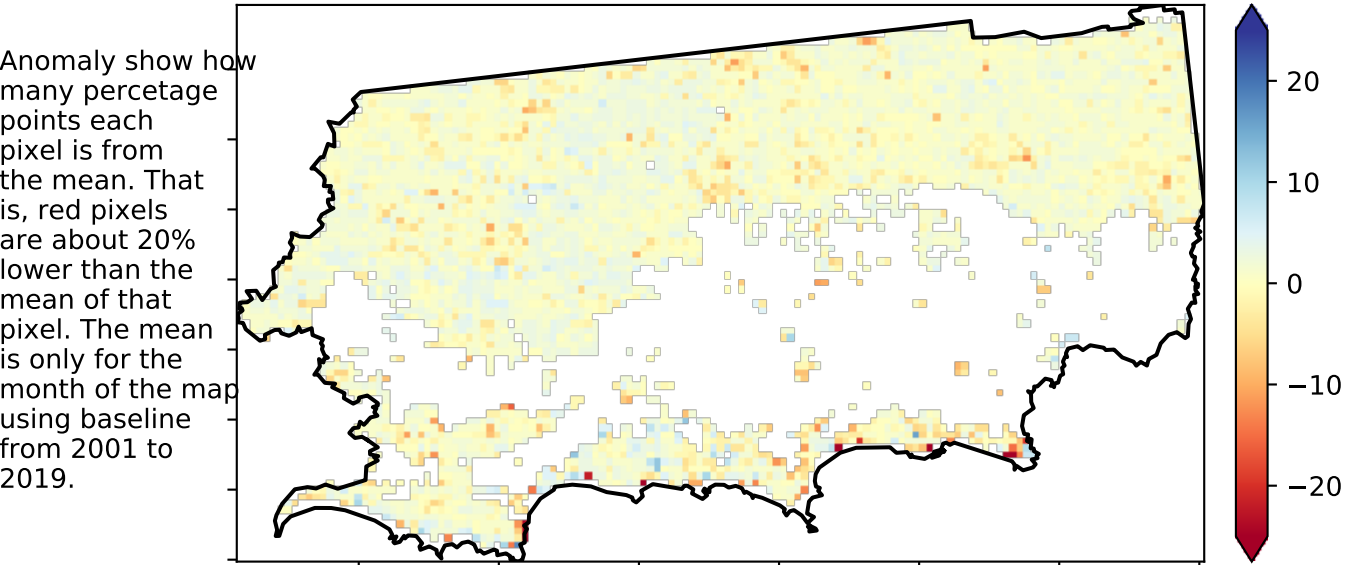 Anomaly show how
many percetage
points each
pixel is from
the mean. That
is, red pixels
are about 20%
lower than the
mean of that
pixel. The mean
is only for the
month of the map
using baseline
from 2001 to
2019.
20
10
0
−10
−20